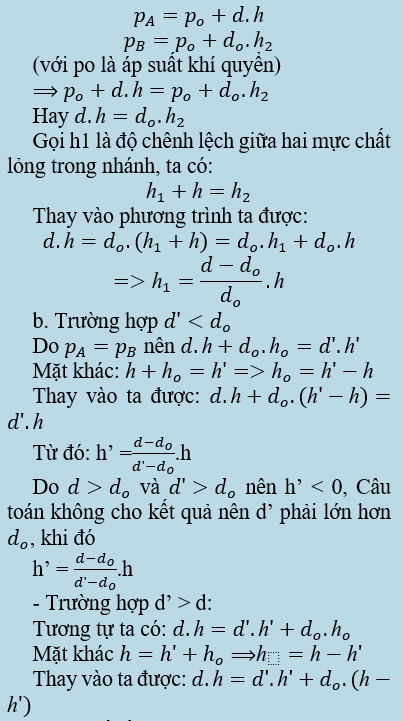 p_A = p_o + d.h
p_B = p_o + d_o.h_2
(với po là áp suất khí quyển)
⟹ p_o + d.h = p_o + d_o.h_2
Hay d.h = d_o.h_2
Gọi h1 là độ chênh lệch giữa hai mực chất
lỏng trong nhánh, ta có:
h_1 + h = h_2
Thay vào phương trình ta được:
d.h = d_o.(h_1 + h) = d_o.h_1 + d_o.h
=> h_1 = \frac{d − d_o}{d_o}.h
b. Trường hợp d' < d_o
Do p_A = p_B nên d.h + d_o.h_o = d'.h'
Mặt khác: h + h_o = h' => h_o = h' − h
Thay vào ta được: d.h + d_o.(h' − h) =
d'.h
Từ đó: h’ =\frac{d−d_o}{d'−d_o}.h
Do d > d_o và d' > d_o nên h’ < 0, Câu
toán không cho kết quả nên d’ phải lớn hơn
d_o, khi đó
h’ = \frac{d−d_o}{d'−d_o}.h
- Trường hợp d’ > d:
Tương tự ta có: d.h = d'.h' + d_o.h_o
Mặt khác h = h' + h_o ⟹h_⬚ = h − h'
Thay vào ta được: d.h = d'.h' + d_o.(h −
h')